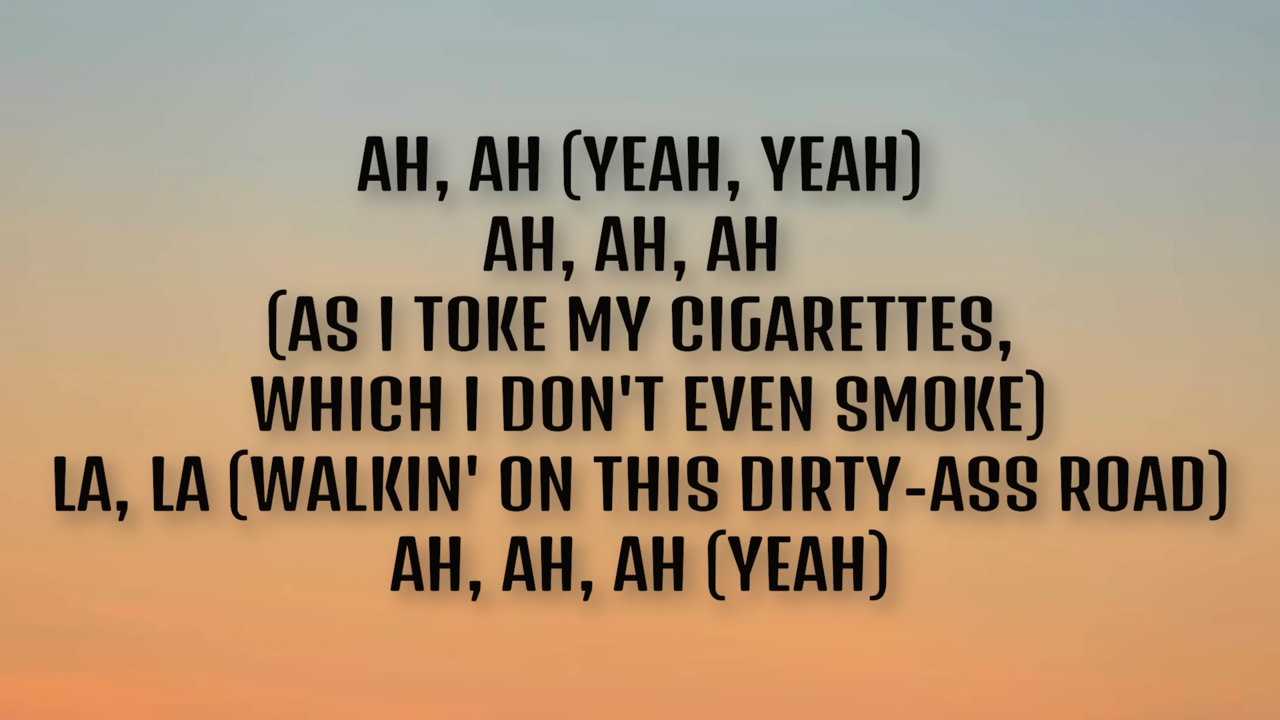 AH, AH (YEAH, YEAH)
AH, AH, AH
(AS I TOKE MY CIGARETTES,
WHICH I DON'T EVEN SMOKE)
LA, LA (WALKIN' ON THIS DIRTY-ASS ROAD)
AH, AH, AH (YEAH)